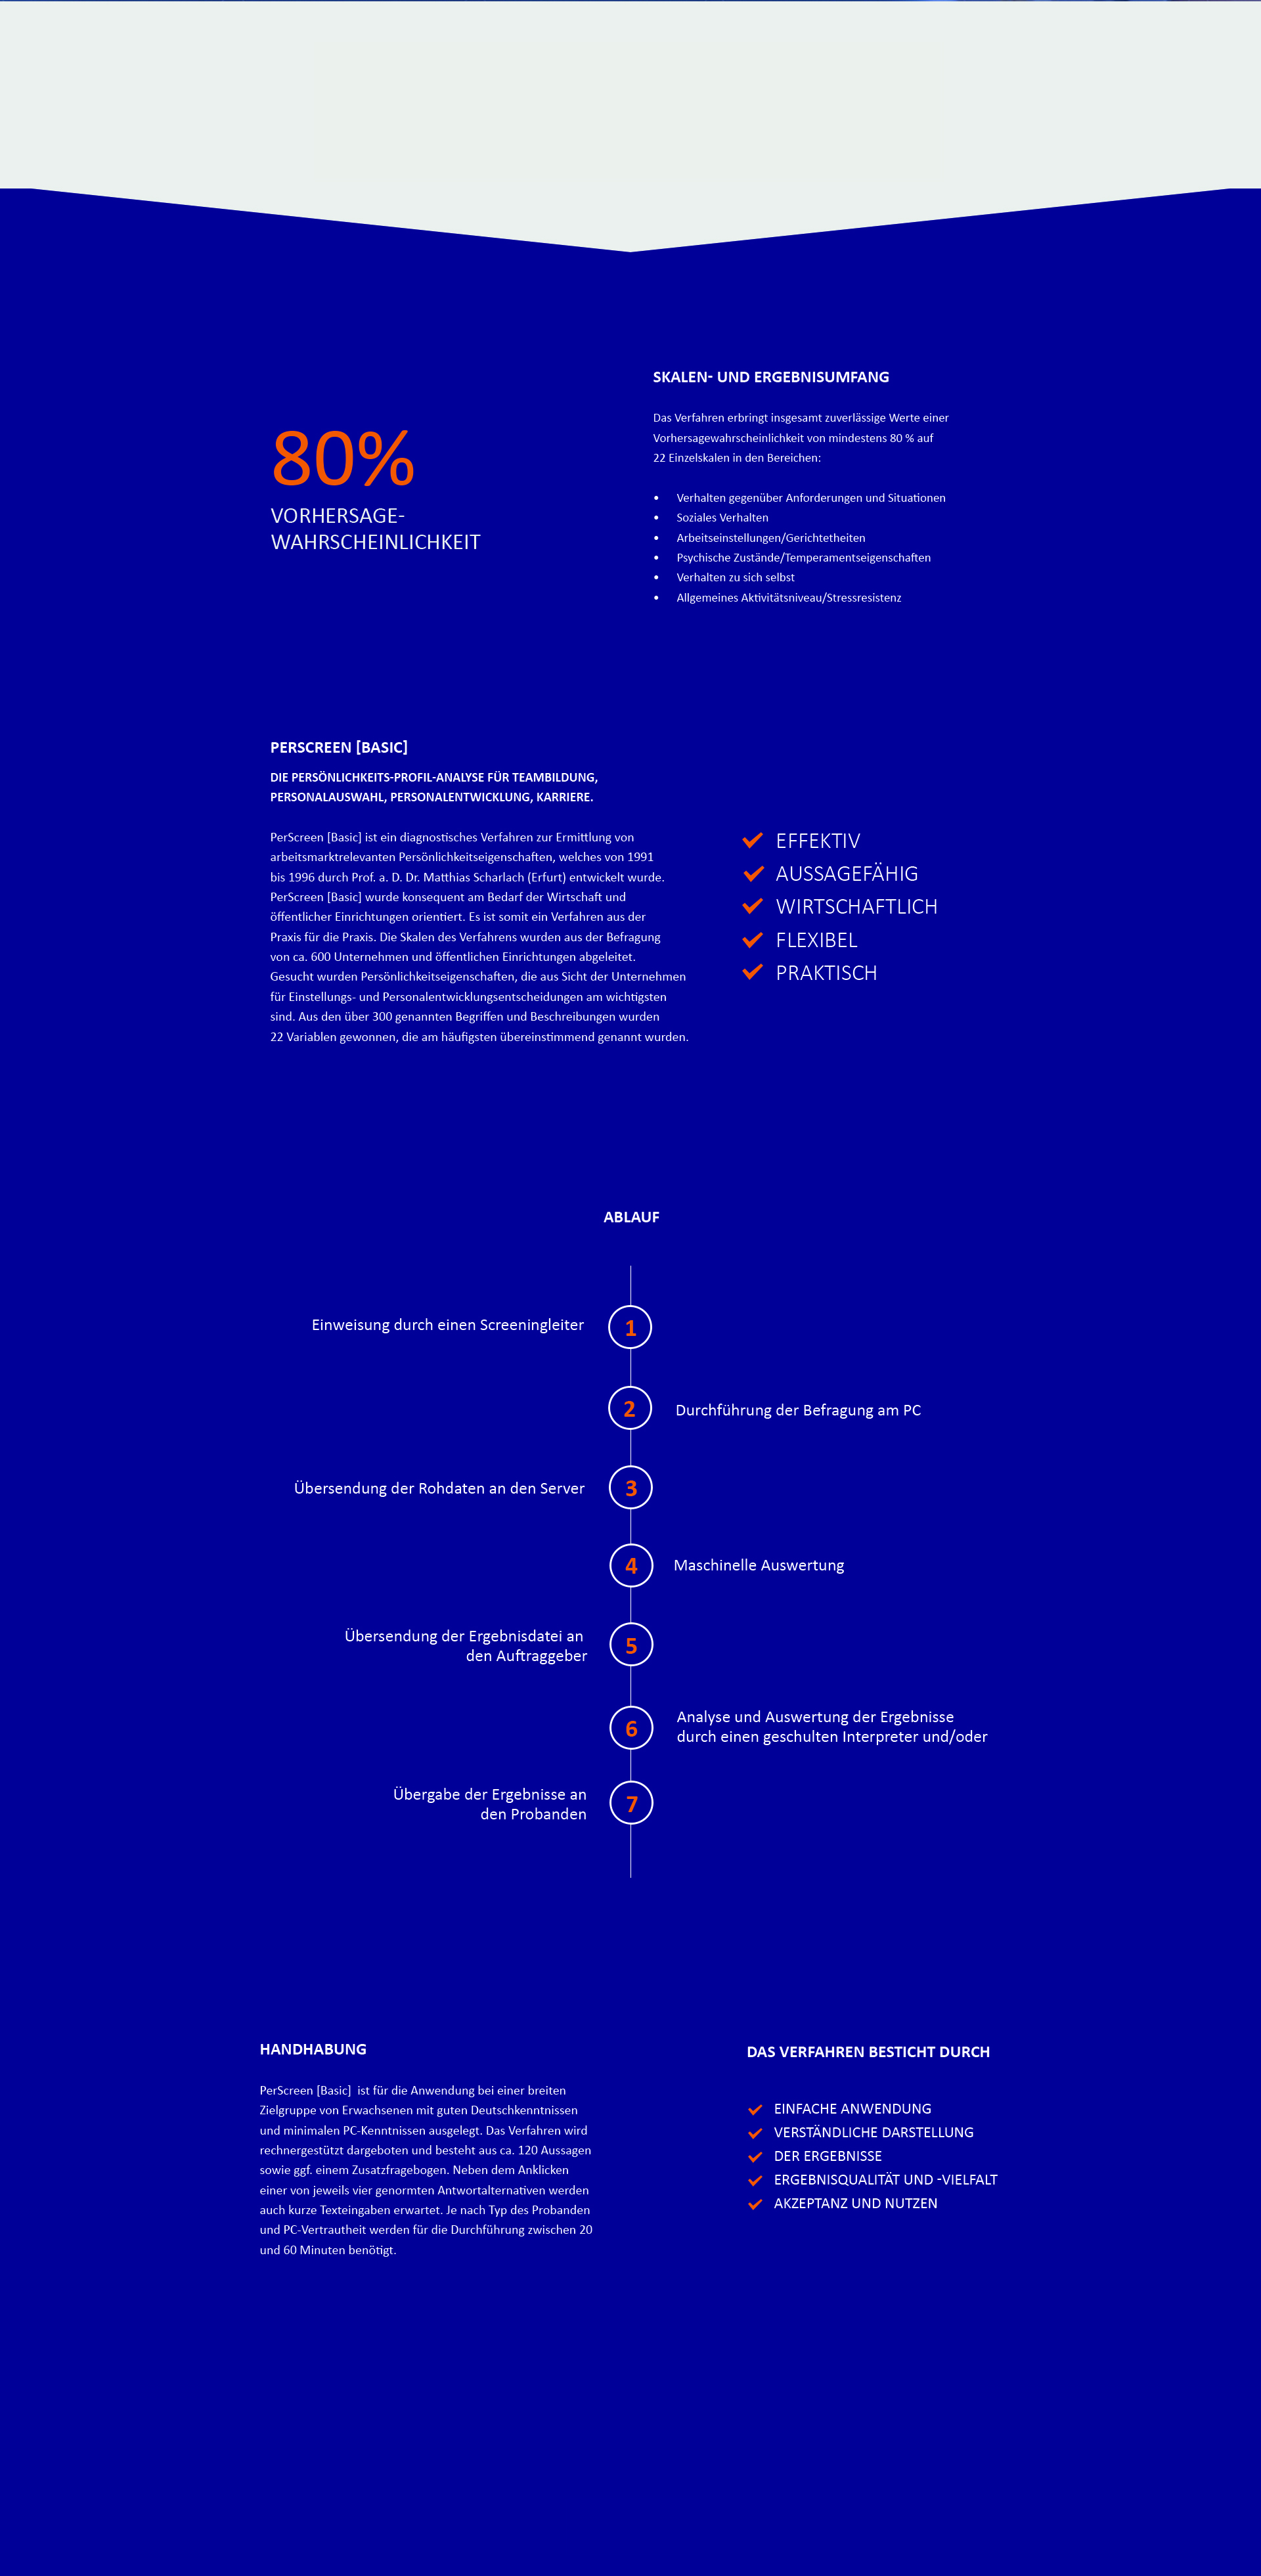 80%
VORHERSAGE-
WAHRSCHEINLICHKEIT
SKALEN- UND ERGEBNISUMFANG
Das Verfahren erbringt insgesamt zuverlässige Werte einer
Vorhersagewahrscheinlichkeit von mindestens 80 % auf
22 Einzelskalen in den Bereichen:
• Verhalten gegenüber Anforderungen und Situationen
• Soziales Verhalten
• Arbeitseinstellungen/Gerichtetheiten
• Psychische Zustände/Temperamentseigenschaften
• Verhalten zu sich selbst
• Allgemeines Aktivitätsniveau/Stressresistenz
PERSCREEN [BASIC]
DIE PERSÖNLICHKEITS-PROFIL-ANALYSE FÜR TEAMBILDUNG,
PERSONALAUSWAHL, PERSONALENTWICKLUNG, KARRIERE.
PerScreen [Basic] ist ein diagnostisches Verfahren zur Ermittlung von
arbeitsmarktrelevanten Persönlichkeitseigenschaften, welches von 1991
bis 1996 durch Prof. a. D. Dr. Matthias Scharlach (Erfurt) entwickelt wurde.
PerScreen [Basic] wurde konsequent am Bedarf der Wirtschaft und
öffentlicher Einrichtungen orientiert. Es ist somit ein Verfahren aus der
Praxis für die Praxis. Die Skalen des Verfahrens wurden aus der Befragung
von ca. 600 Unternehmen und öffentlichen Einrichtungen abgeleitet.
Gesucht wurden Persönlichkeitseigenschaften, die aus Sicht der Unternehmen
für Einstellungs- und Personalentwicklungsentscheidungen am wichtigsten
sind. Aus den über 300 genannten Begriffen und Beschreibungen wurden
22 Variablen gewonnen, die am häufigsten übereinstimmend genannt wurden.
EFFEKTIV
AUSSAGEFÄHIG
WIRTSCHAFTLICH
FLEXIBEL
PRAKTISCH
ABLAUF
Einweisung durch einen Screeningleiter
1
2
Durchführung der Befragung am PC
Übersendung der Rohdaten an den Server
3
4
Maschinelle Auswertung
Übersendung der Ergebnisdatei an
den Auftraggeber
5
6
Analyse und Auswertung der Ergebnisse
durch einen geschulten Interpreter und/oder
Übergabe der Ergebnisse an
den Probanden
7
HANDHABUNG
PerScreen [Basic] ist für die Anwendung bei einer breiten
Zielgruppe von Erwachsenen mit guten Deutschkenntnissen
und minimalen PC-Kenntnissen ausgelegt. Das Verfahren wird
rechnergestützt dargeboten und besteht aus ca. 120 Aussagen
sowie ggf. einem Zusatzfragebogen. Neben dem Anklicken
einer von jeweils vier genormten Antwortalternativen werden
auch kurze Texteingaben erwartet. Je nach Typ des Probanden
und PC-Vertrautheit werden für die Durchführung zwischen 20
und 60 Minuten benötigt.
DAS VERFAHREN BESTICHT DURCH
EINFACHE ANWENDUNG
VERSTÄNDLICHE DARSTELLUNG
DER ERGEBNISSE
ERGEBNISQUALITÄT UND -VIELFALT
AKZEPTANZ UND NUTZEN